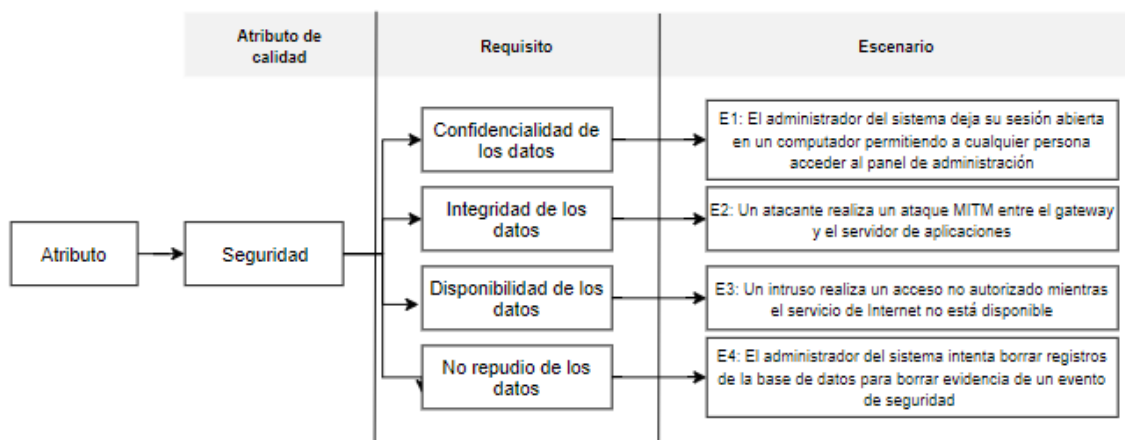 Atributo de
calidad
Requisito
Escenario
Atributo
Seguridad
Confidencialidad de
los datos
E1: El administrador del sistema deja su sesión abierta
en un computador permitiendo a cualquier persona
acceder al panel de administración
Integridad de los
datos
E2: Un atacante realiza un ataque MITM entre el gateway
y el servidor de aplicaciones
Disponibilidad de los
datos
E3: Un intruso realiza un acceso no autorizado mientras
el servicio de Internet no está disponible
No repudio de los
datos
E4: El administrador del sistema intenta borrar registros
de la base de datos para borrar evidencia de un evento
de seguridad